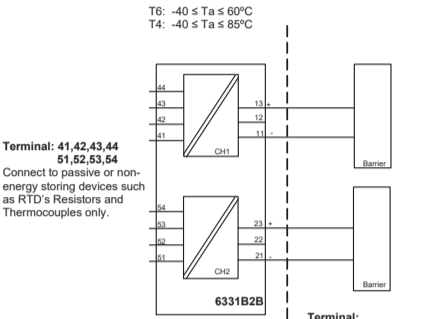 T6: -40 ≤ Ta ≤ 60ºC
T4: -40 ≤ Ta ≤ 85ºC
44
43
42
41
13 +
12
11 -
CH1
Barrier
Terminal: 41,42,43,44
51,52,53,54
Connect to passive or non-
energy storing devices such
as RTD's Resistors and
Thermocouples only.
54
53
52
51
23 +
22
21 -
CH2
Barrier
6331B2B
Terminal: